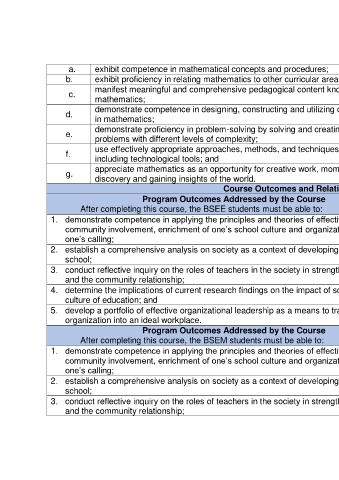 a. exhibit competence in mathematical concepts and procedures;
b. exhibit proficiency in relating mathematics to other curricular area
c. manifest meaningful and comprehensive pedagogical content kno
mathematics;
d. demonstrate competence in designing, constructing and utilizing
in mathematics;
e. demonstrate proficiency in problem-solving by solving and creatin
problems with different levels of complexity;
f. use effectively appropriate approaches, methods, and techniques
including technological tools; and
g. appreciate mathematics as an opportunity for creative work, mom
discovery and gaining insights of the world.
Course Outcomes and Relati
Program Outcomes Addressed by the Course
After completing this course, the BSEE students must be able to:
1. demonstrate competence in applying the principles and theories of effecti
community involvement, enrichment of one's school culture and organizat
one's calling;
2. establish a comprehensive analysis on society as a context of developing
school;
3. conduct reflective inquiry on the roles of teachers in the society in strengt
and the community relationship;
4. determine the implications of current research findings on the impact of so
culture of education; and
5. develop a portfolio of effective organizational leadership as a means to tra
organization into an ideal workplace.
Program Outcomes Addressed by the Course
After completing this course, the BSEM students must be able to:
1. demonstrate competence in applying the principles and theories of effecti
community involvement, enrichment of one's school culture and organizat
one's calling;
2. establish a comprehensive analysis on society as a context of developing
school;
3. conduct reflective inquiry on the roles of teachers in the society in strengt
and the community relationship;